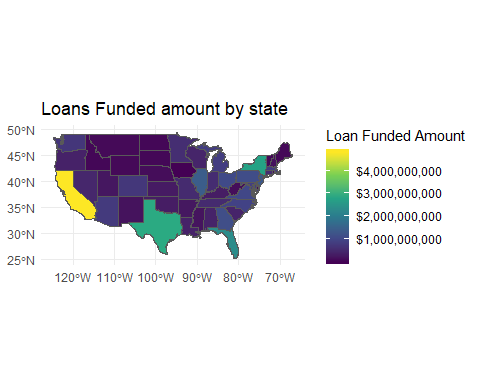 Loans Funded amount by state
50°N
45°N
40°N
35°N
30°N
25°N
120°W 110°W 100°W 90°W 80°W 70°W
Loan Funded Amount
$4,000,000,000
$3,000,000,000
$2,000,000,000
$1,000,000,000